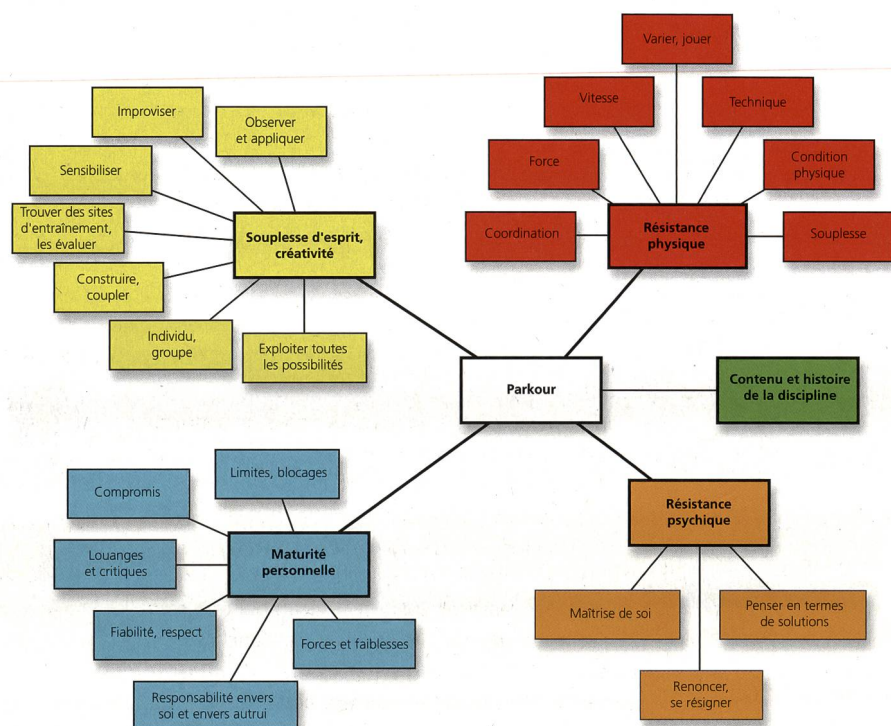 Varier, jouer
Vitesse
Technique
Improviser
Observer
et appliquer
Force
Condition
physique
Sensibiliser
Trouver des sites
d'entraînement,
les évaluer
Souplesse d'esprit,
créativité
Coordination
Résistance
physique
Souplesse
Construire,
coupler
Individu,
groupe
Exploiter toutes
les possibilités
Parkour
Contenu et histoire
de la discipline
Limites, blocages
Compromis
Résistance
psychique
Louanges
et critiques
Maturité
personnelle
Maîtrise de soi
Penser en termes
de solutions
Fiabilité, respect
Forces et faiblesses
Renoncer,
se résigner
Responsabilité envers
soi et envers autrui